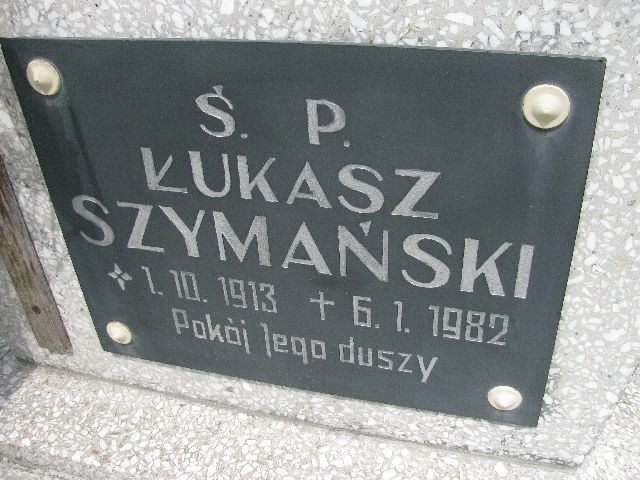 Ś. P.
ŁUKASZ
SZYMAŃSKI
1. 10. 1913 + 6. 1. 1982
Pokój Jego duszy